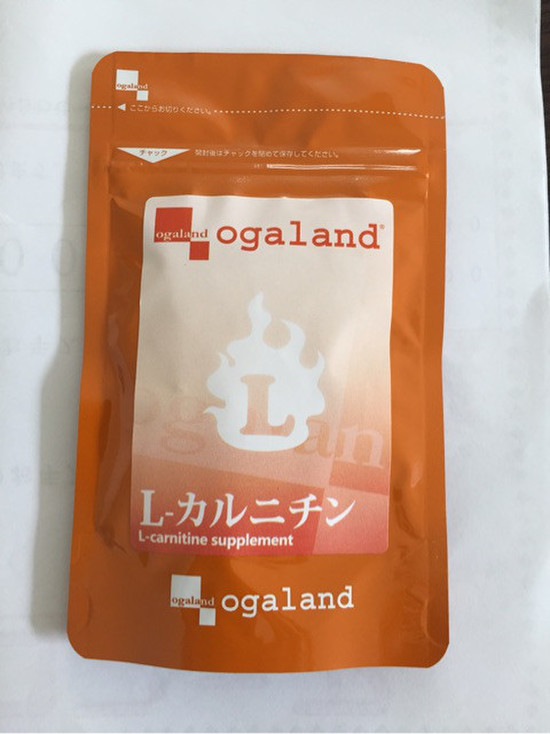 ogaland
◀ ここからお切りください。
チャック
開封後はチャックを閉めて保存してください。
ogaland ogaland®
L
ogaLan
L-カルニチン
L-carnitine supplement
ogaland ogaland